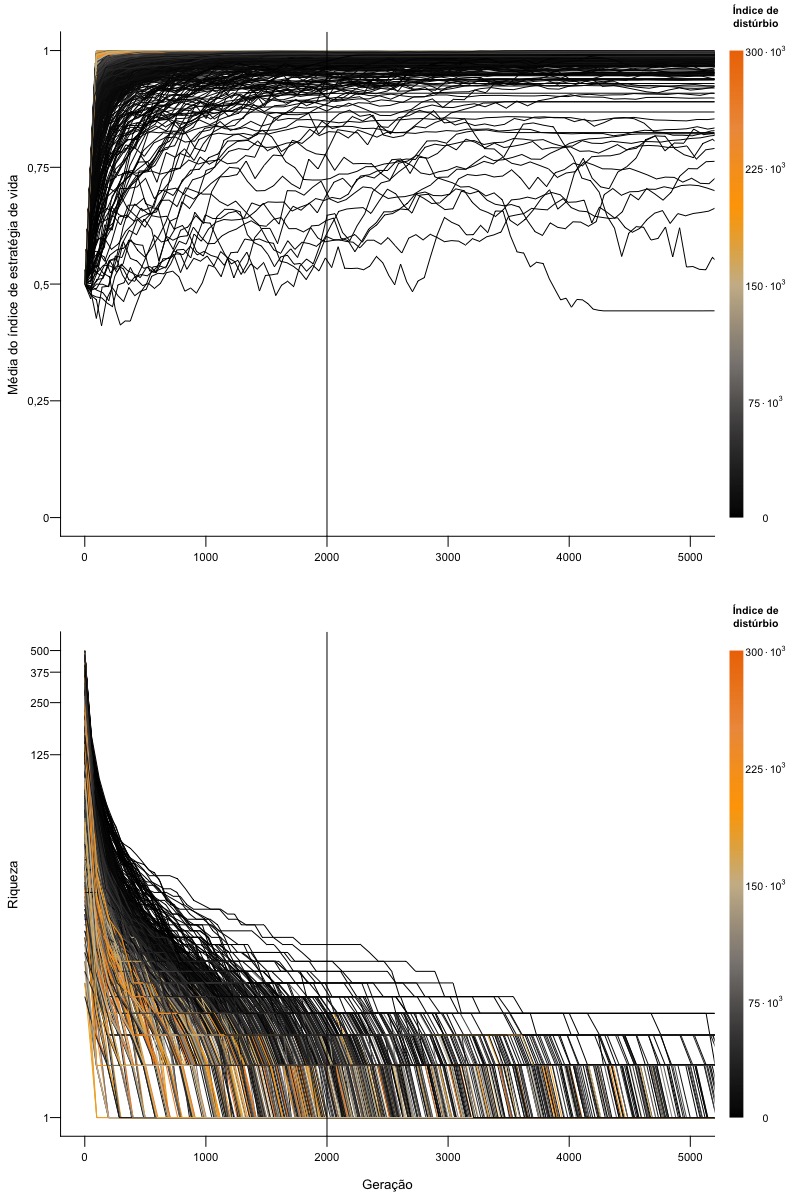 Índice de
distúrbio
300·10³
225·10³
150·10³
75·10³
0
Média do índice de estratégia de vida
1
0,75
0,5
0,25
0
0 1000 2000 3000 4000 5000
Índice de
distúrbio
300·10³
225·10³
150·10³
75·10³
0
Riqueza
500
375
250
125
1
0 1000 2000 3000 4000 5000
Geração